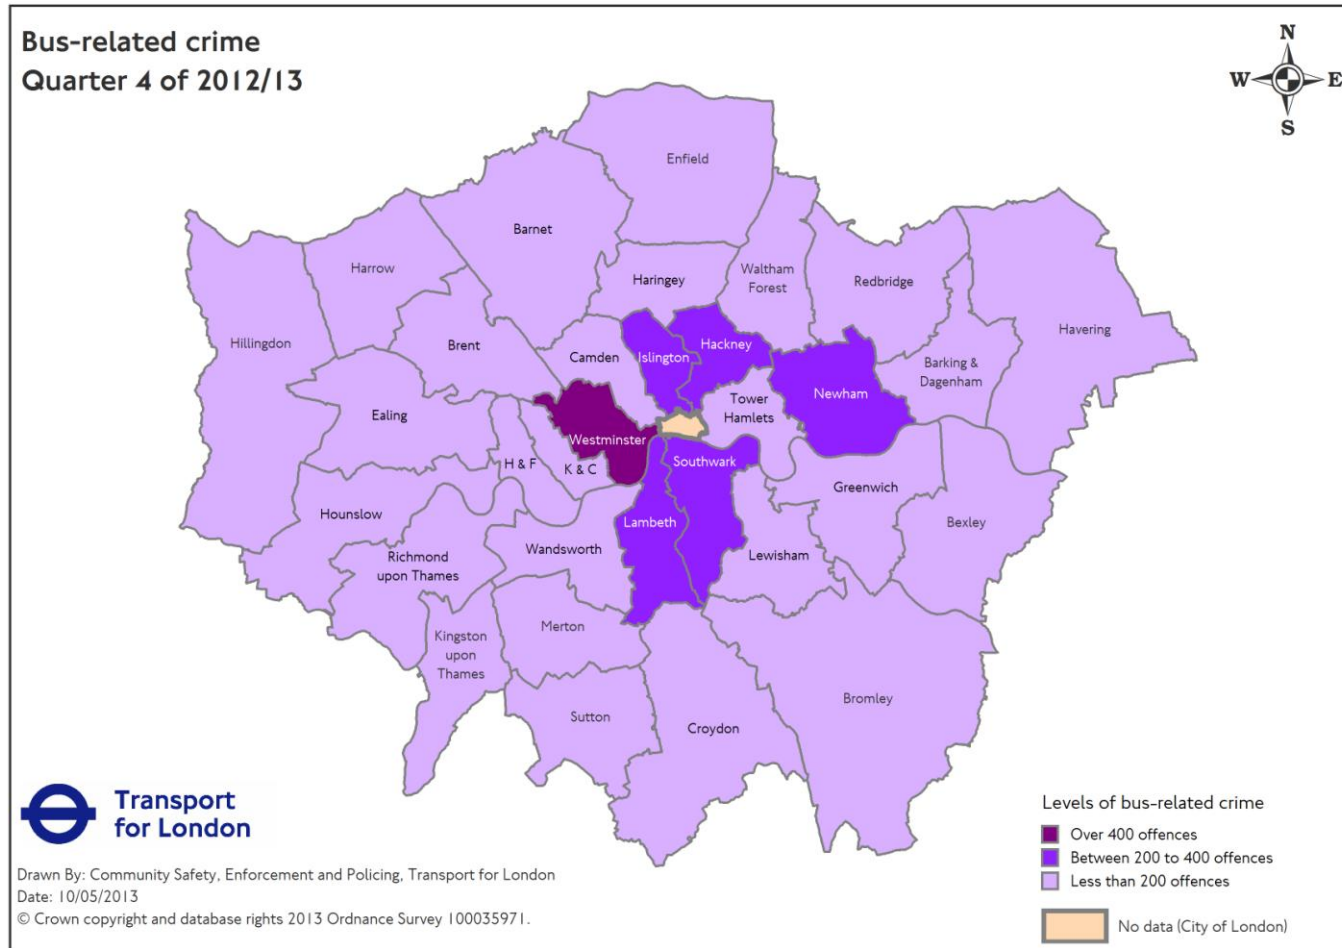 Bus-related crime
Quarter 4 of 2012/13
N
W
E
S
Enfield
Barnet
Harrow
Haringey
Waltham
Forest
Redbridge
Havering
Hillingdon
Brent
Camden
Islington
Hackney
Barking &
Dagenham
Ealing
Tower
Hamlets
Newham
Westminster
H & F
K & C
Southwark
Greenwich
Hounslow
Lambeth
Bexley
Richmond
upon Thames
Wandsworth
Lewisham
Merton
Kingston
upon
Thames
Sutton
Croydon
Bromley
Transport
for London
Levels of bus-related crime
Over 400 offences
Between 200 to 400 offences
Less than 200 offences
No data (City of London)
Drawn By: Community Safety, Enforcement and Policing, Transport for London
Date: 10/05/2013
© Crown copyright and database rights 2013 Ordnance Survey 100035971.